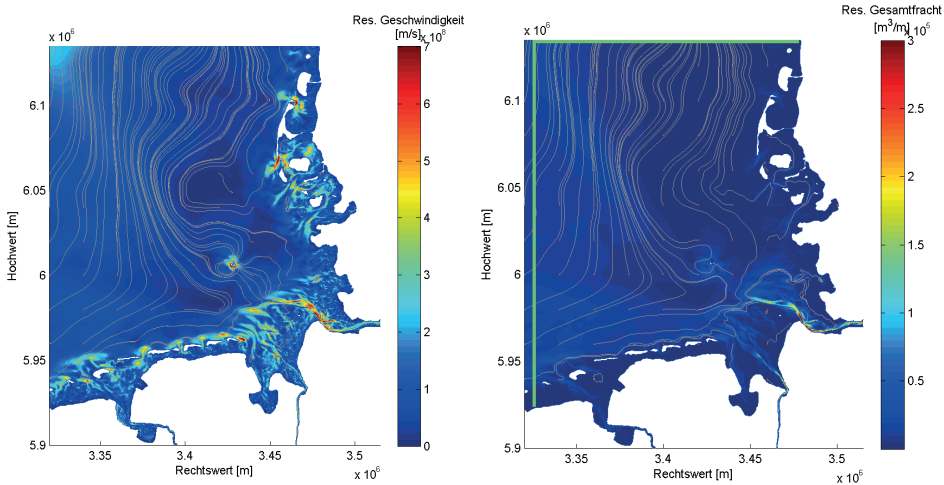 Res. Geschwindigkeit
[m/s]
x 10⁸
x 10⁶
7
6
5
4
3
2
1
0
6.1
6.05
6
5.95
5.9
Hochwert [m]
3.35
3.4
3.45
3.5
Rechtswert [m]
x 10⁶
Res. Gesamtfracht
[m³/m]
x 10⁵
x 10⁶
3
2.5
2
1.5
1
0.5
6.1
6.05
6
5.95
5.9
Hochwert [m]
3.35
3.4
3.45
3.5
Rechtswert [m]
x 10⁶